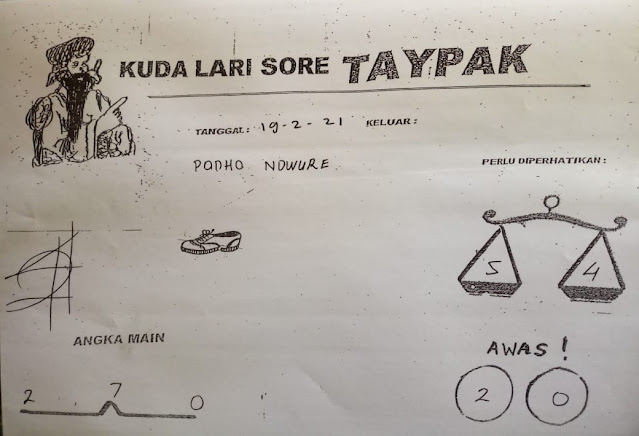 KUDA LARI SORE TAYPAK
TANGGAL : 19-2-21 KELUAR :
PODHO NDWURE
PERLU DIPERHATIKAN :
5 4
ANGKA MAIN
2 . 7 0
AWAS !
2 0